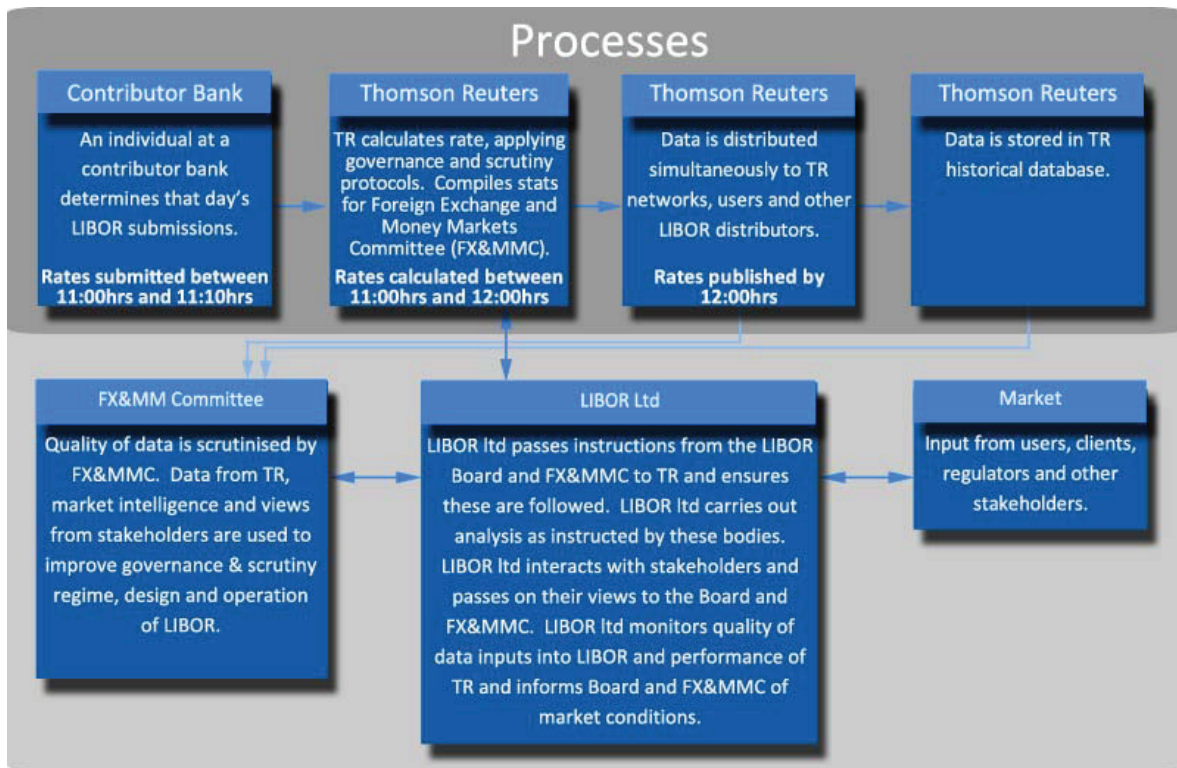 Processes
Contributor Bank
An individual at a
contributor bank
determines that day's
LIBOR submissions.
Rates submitted between
11:00hrs and 11:10hrs
Thomson Reuters
TR calculates rate, applying
governance and scrutiny
protocols. Compiles stats
for Foreign Exchange and
Money Markets
Committee (FX&MMC).
Rates calculated between
11:00hrs and 12:00hrs
Thomson Reuters
Data is distributed
simultaneously to TR
networks, users and other
LIBOR distributors.
Rates published by
12:00hrs
Thomson Reuters
Data is stored in TR
historical database.
FX&MM Committee
Quality of data is scrutinised by
FX&MMC. Data from TR,
market intelligence and views
from stakeholders are used to
improve governance & scrutiny
regime, design and operation
of LIBOR.
LIBOR Ltd
LIBOR ltd passes instructions from the LIBOR
Board and FX&MMC to TR and ensures
these are followed. LIBOR ltd carries out
analysis as instructed by these bodies.
LIBOR ltd interacts with stakeholders and
passes on their views to the Board and
FX&MMC. LIBOR ltd monitors quality of
data inputs into LIBOR and performance of
TR and informs Board and FX&MMC of
market conditions.
Market
Input from users, clients,
regulators and other
stakeholders.